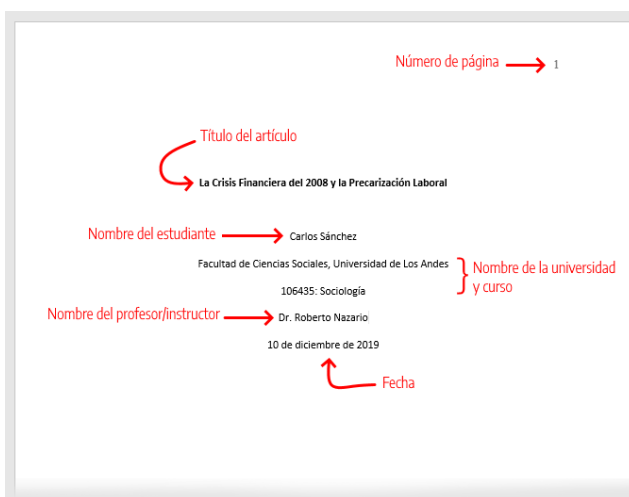 Número de página 1
Título del artículo
La Crisis Financiera del 2008 y la Precarización Laboral
Nombre del estudiante Carlos Sánchez
Facultad de Ciencias Sociales, Universidad de Los Andes
Nombre de la universidad
y curso
106435: Sociología
Nombre del profesor/instructor Dr. Roberto Nazario
10 de diciembre de 2019
Fecha